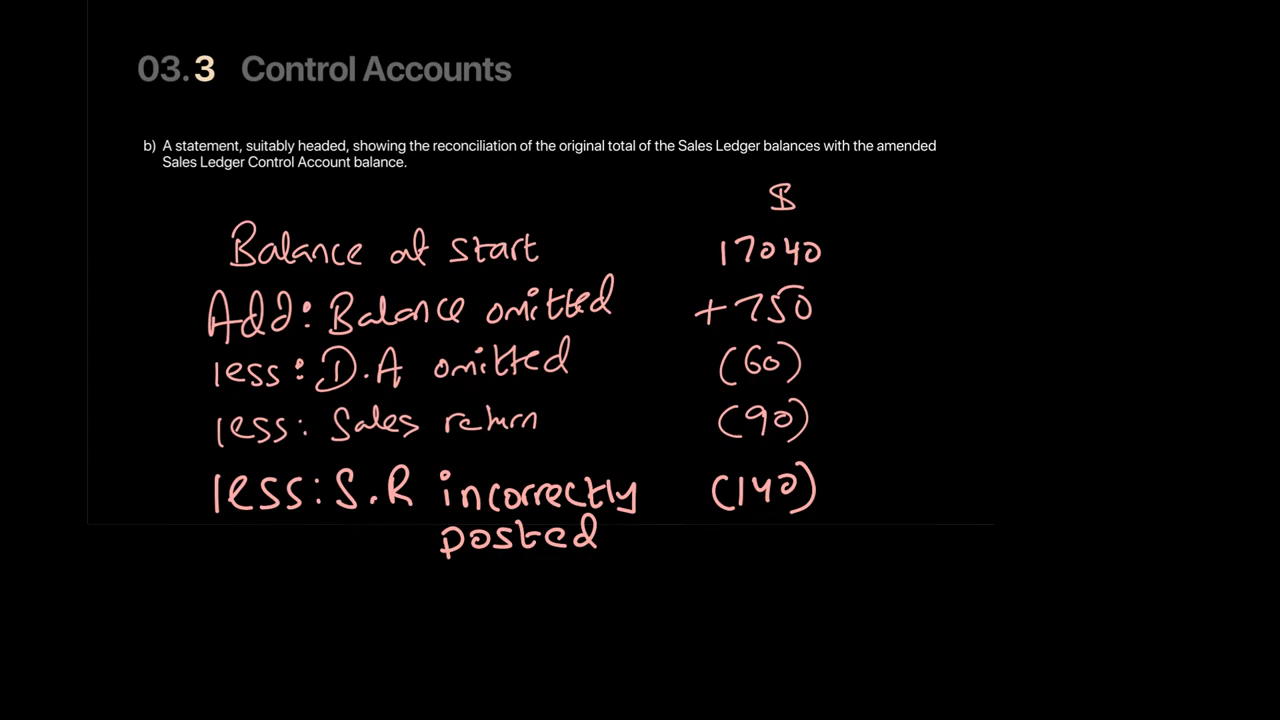 03.3 Control Accounts
b) A statement, suitably headed, showing the reconciliation of the original total of the Sales Ledger balances with the amended
Sales Ledger Control Account balance.
$
Balance at start 17040
Add: Balance omitted +750
less: D.A omitted (60)
less: Sales return (90)
less: S.R incorrectly (140)
posted